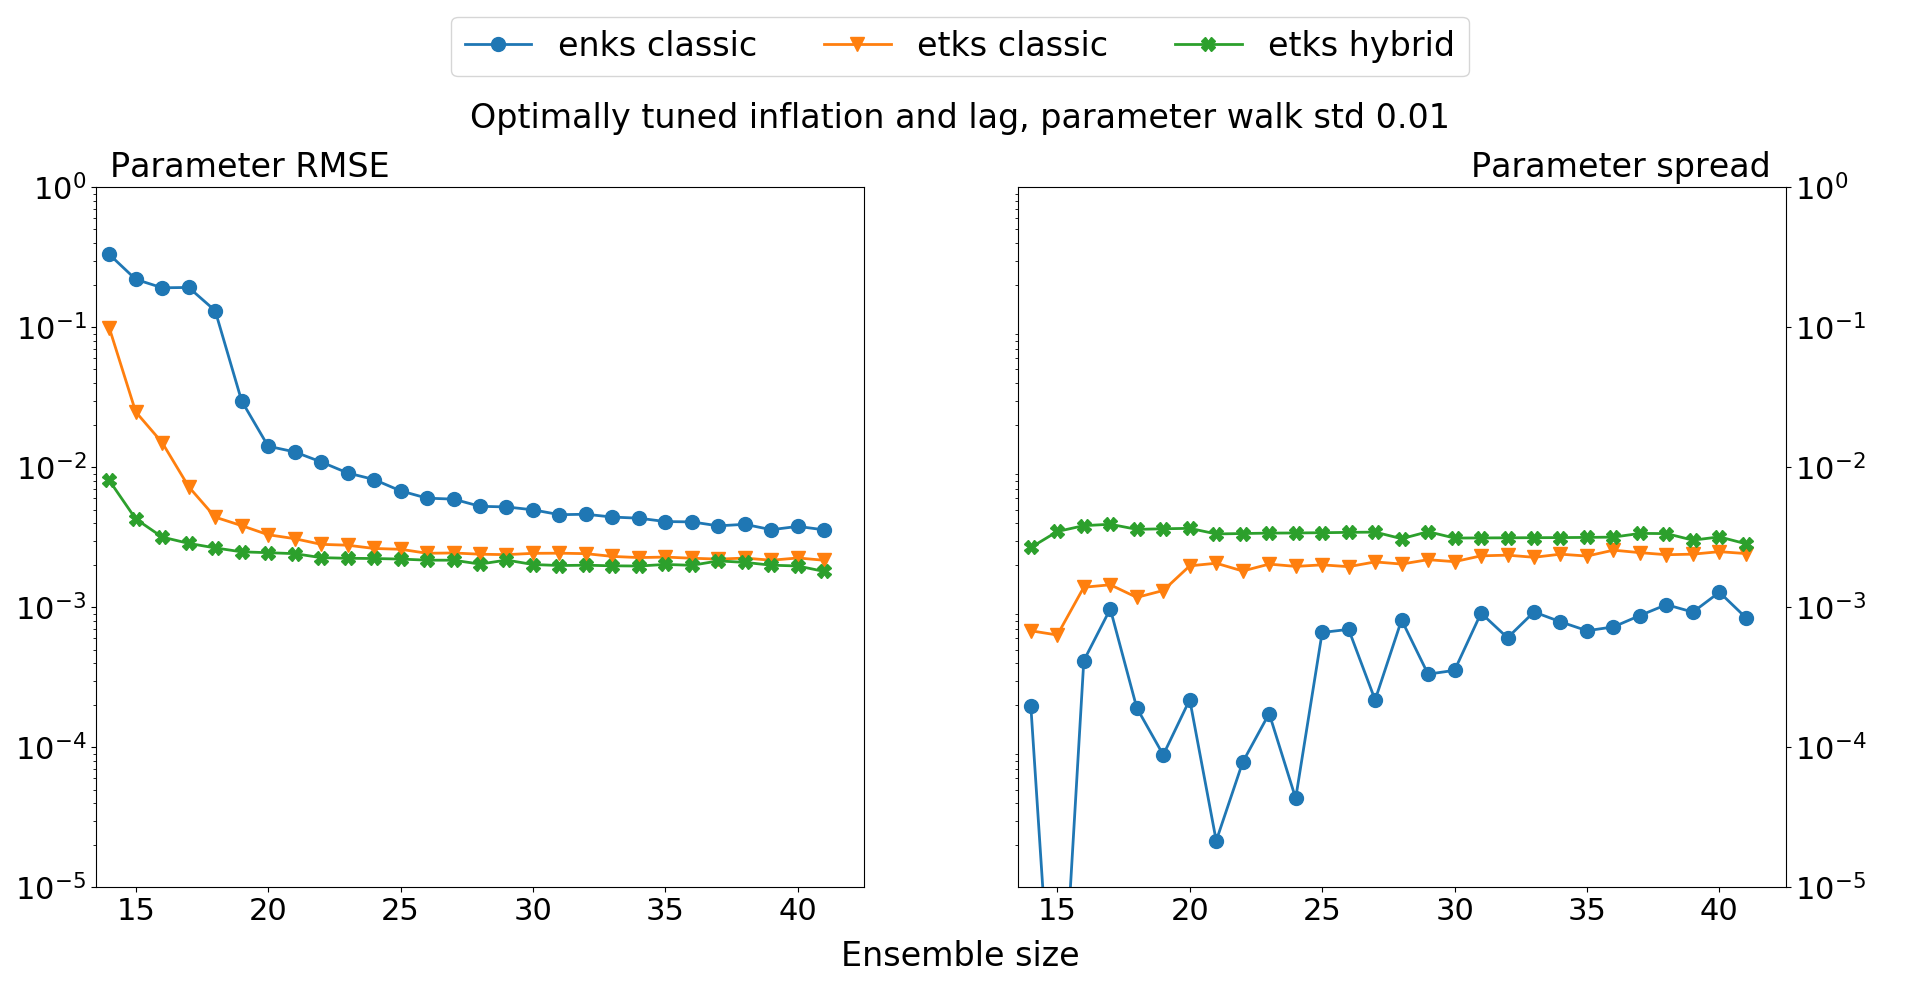 enks classic etks classic etks hybrid
Optimally tuned inflation and lag, parameter walk std 0.01
Parameter RMSE
Parameter spread
10⁰
10⁻¹
10⁻²
10⁻³
10⁻⁴
10⁻⁵
15 20 25 30 35 40
10⁰
10⁻¹
10⁻²
10⁻³
10⁻⁴
10⁻⁵
15 20 25 30 35 40
Ensemble size